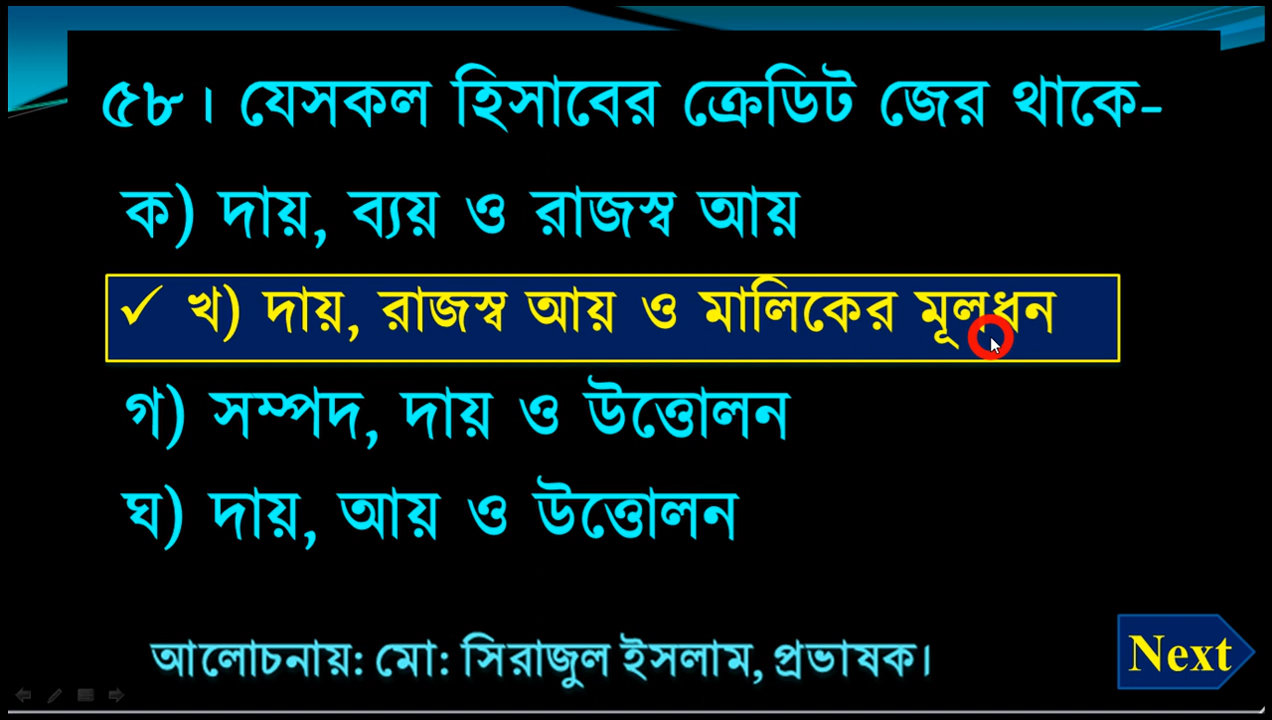 ৫৮। যেসকল হিসাবের ক্রেডিট জের থাকে-
ক) দায়, ব্যয় ও রাজস্ব আয়
✓ খ) দায়, রাজস্ব আয় ও মালিকের মূলধন
গ) সম্পদ, দায় ও উত্তোলন
ঘ) দায়, আয় ও উত্তোলন
আলোচনায়: মো: সিরাজুল ইসলাম, প্রভাষক।
Next